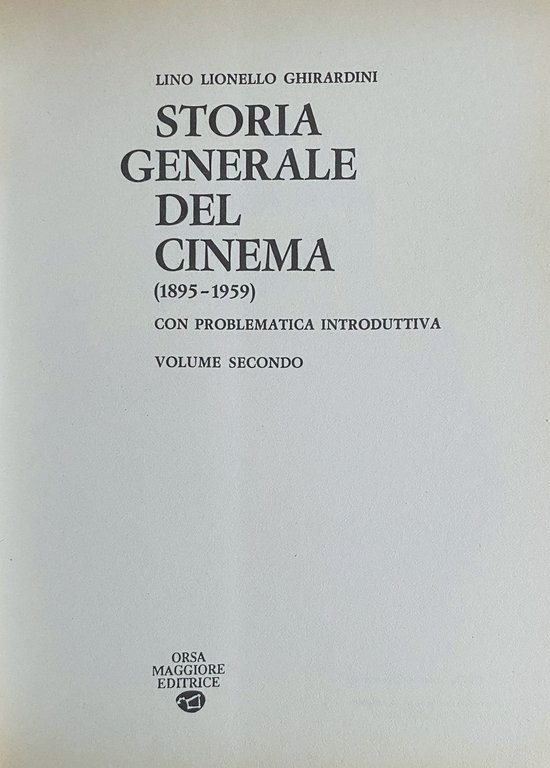 LINO LIONELLO GHIRARDINI
STORIA
GENERALE
DEL
CINEMA
(1895-1959)
CON PROBLEMATICA INTRODUTTIVA
VOLUME SECONDO
ORSA
MAGGIORE
EDITRICE